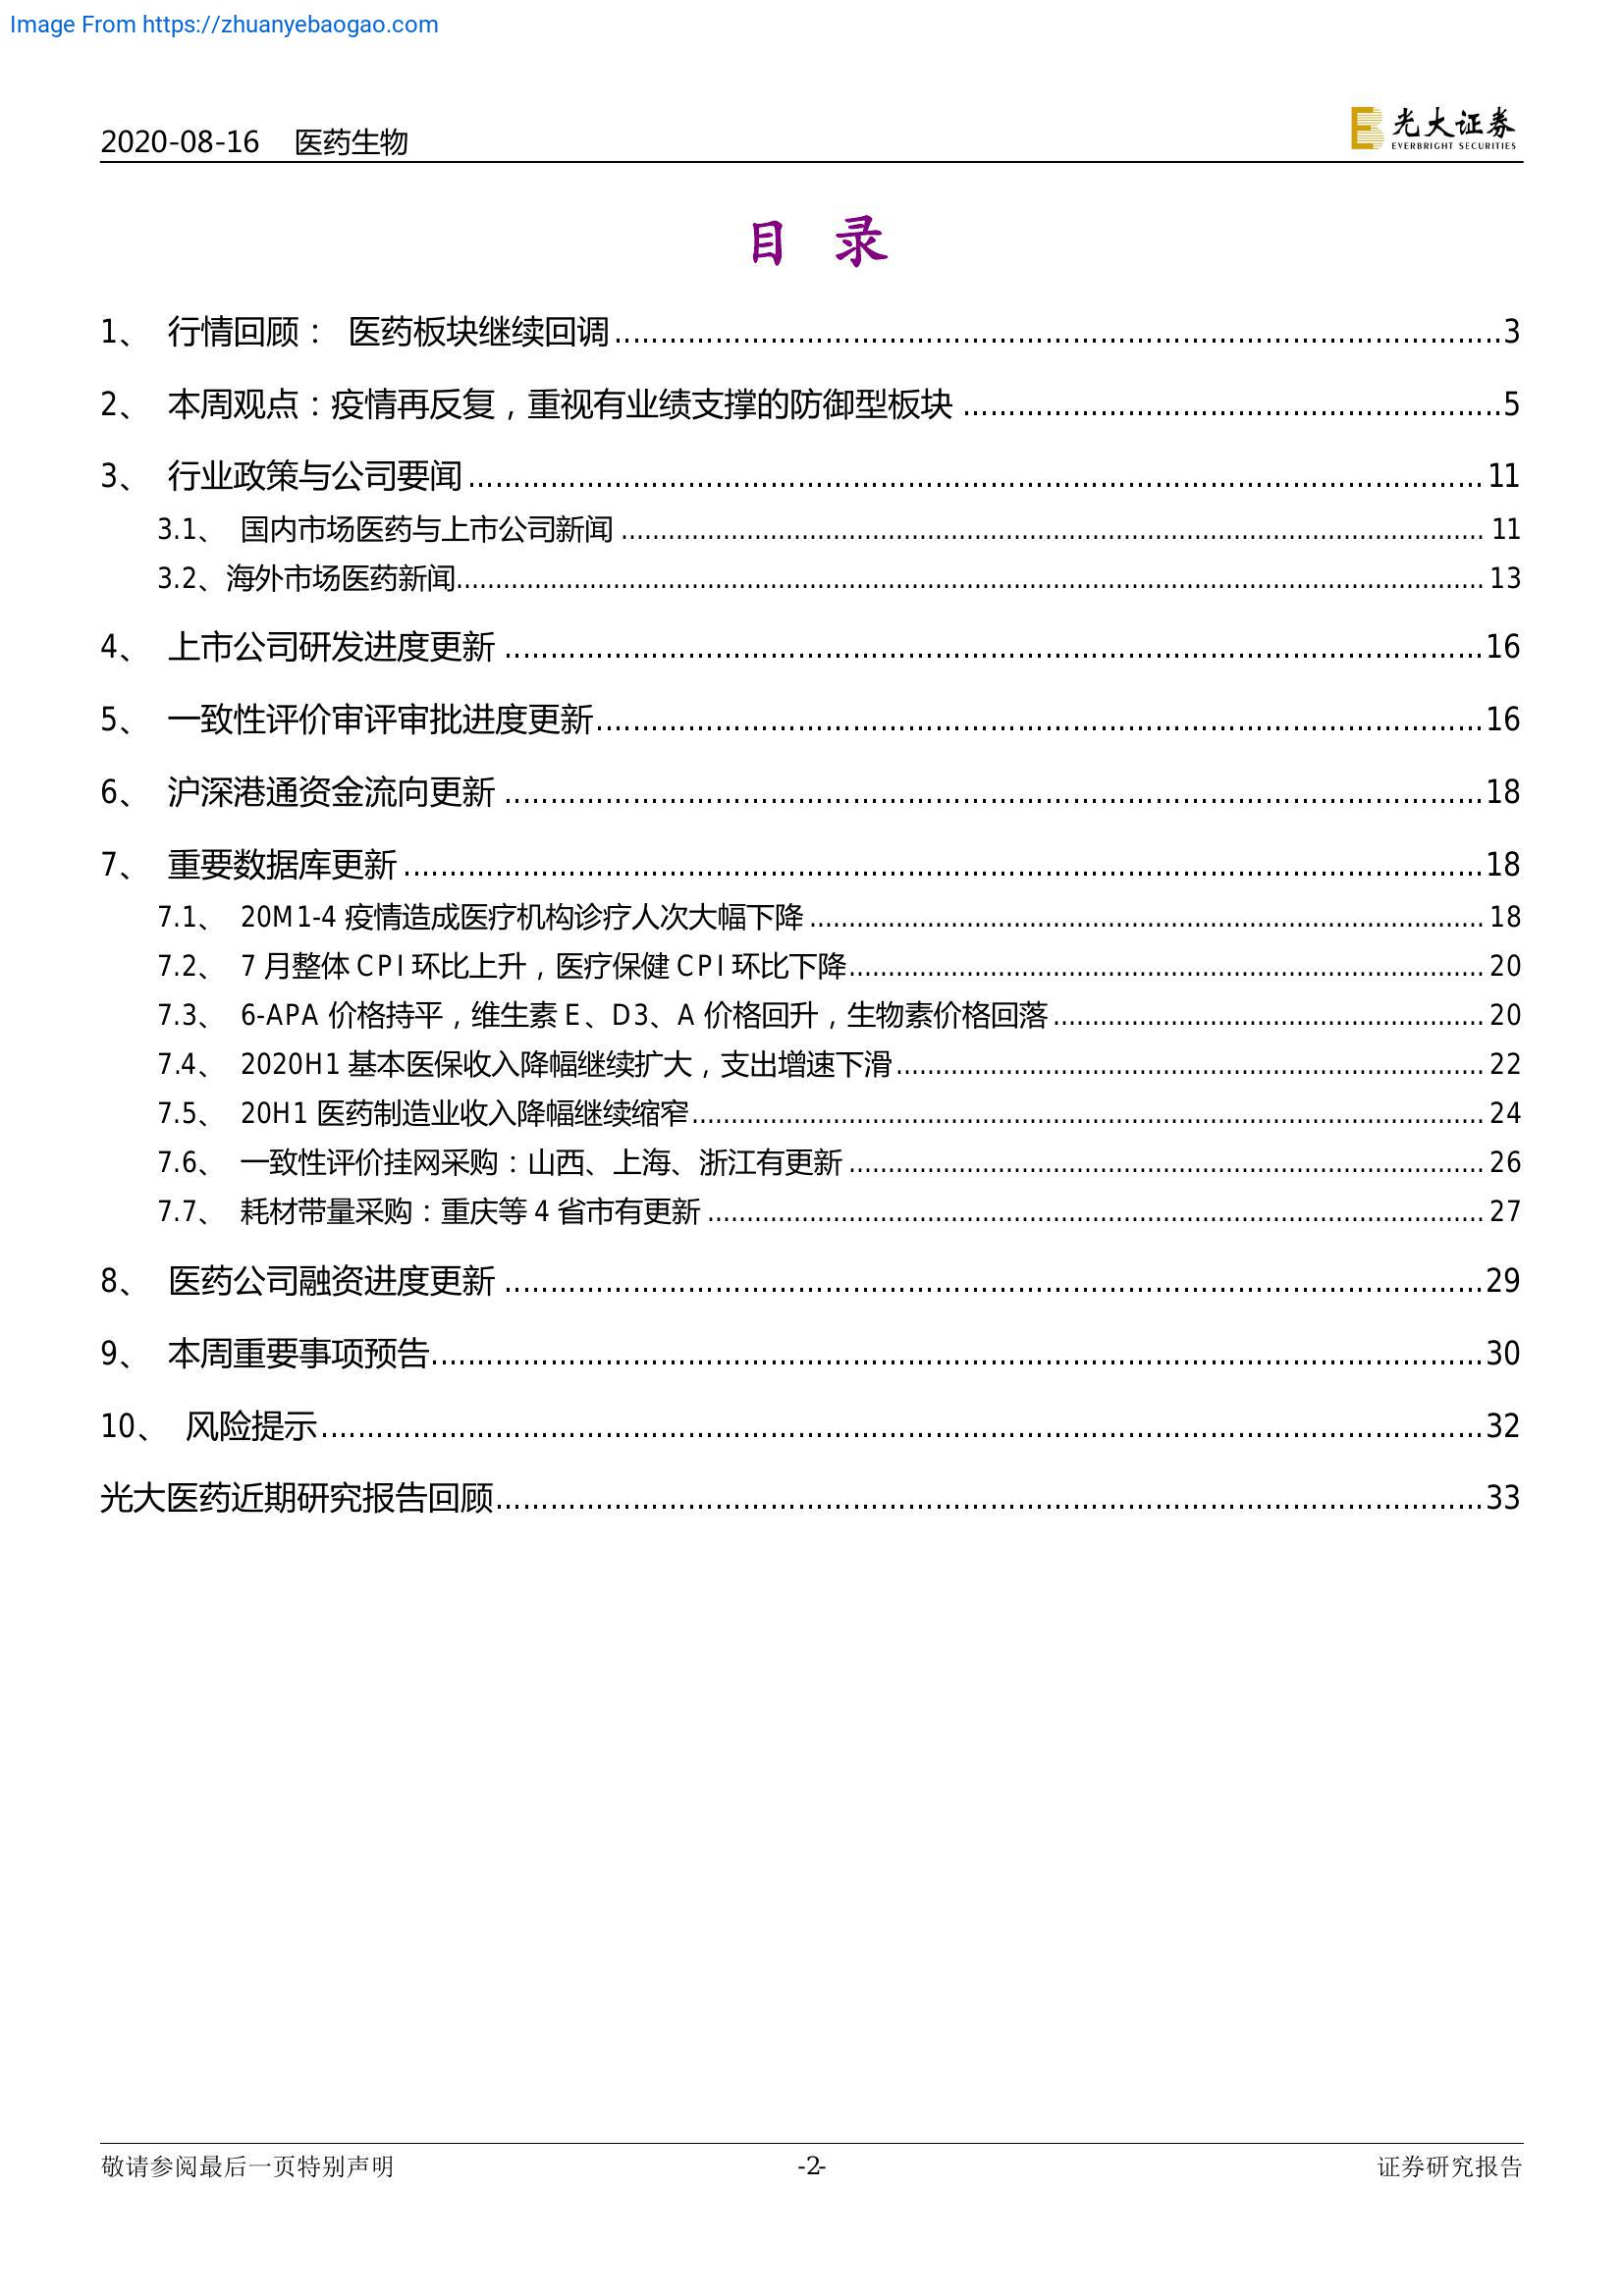 Image From https://zhuanyebaogao.com
2020-08-16 医药生物
光大证券
EVERBRIGHT SECURITIES
目 录
1、 行情回顾： 医药板块继续回调 3
2、 本周观点：疫情再反复，重视有业绩支撑的防御型板块 5
3、 行业政策与公司要闻 11
3.1、 国内市场医药与上市公司新闻 11
3.2、海外市场医药新闻 13
4、 上市公司研发进度更新 16
5、 一致性评价审评审批进度更新 16
6、 沪深港通资金流向更新 18
7、 重要数据库更新 18
7.1、 20M1-4 疫情造成医疗机构诊疗人次大幅下降 18
7.2、 7 月整体 CPI 环比上升，医疗保健 CPI 环比下降 20
7.3、 6-APA 价格持平，维生素 E、D3、A 价格回升，生物素价格回落 20
7.4、 2020H1 基本医保收入降幅继续扩大，支出增速下滑 22
7.5、 20H1 医药制造业收入降幅继续缩窄 24
7.6、 一致性评价挂网采购：山西、上海、浙江有更新 26
7.7、 耗材带量采购：重庆等 4 省市有更新 27
8、 医药公司融资进度更新 29
9、 本周重要事项预告 30
10、 风险提示 32
光大医药近期研究报告回顾 33
敬请参阅最后一页特别声明 -2- 证券研究报告